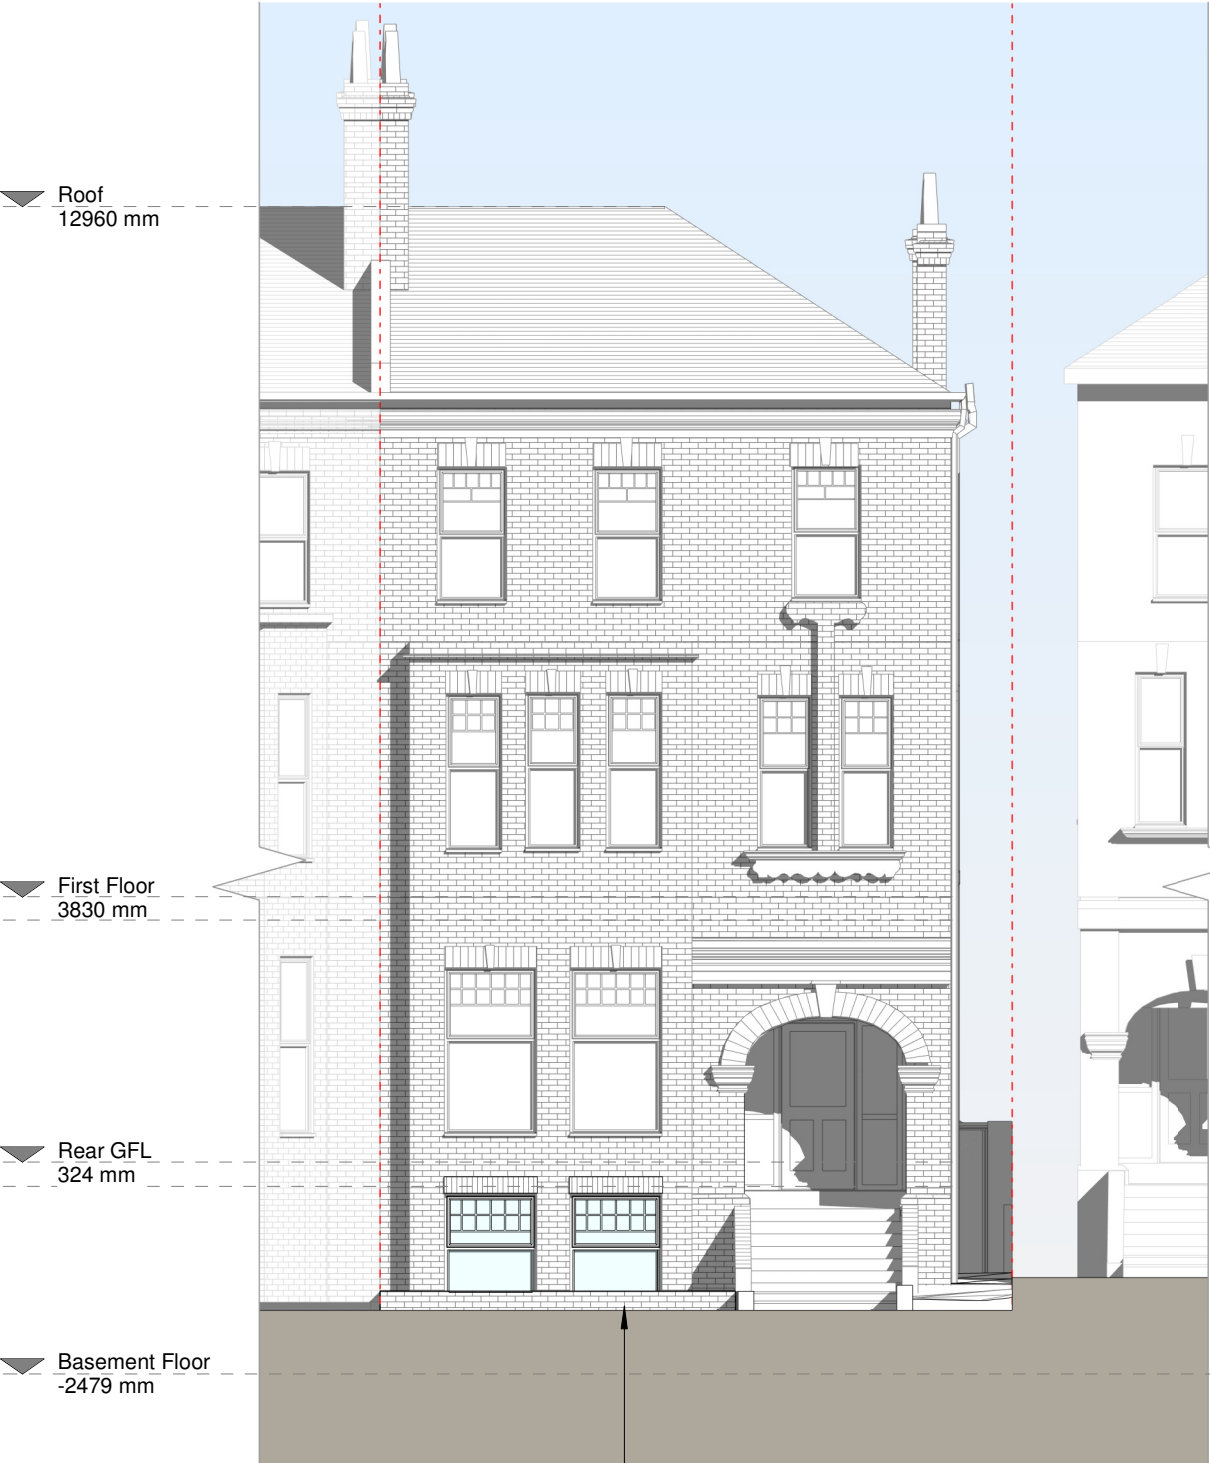 Roof
12960 mm
First Floor
3830 mm
Rear GFL
324 mm
Basement Floor
-2479 mm